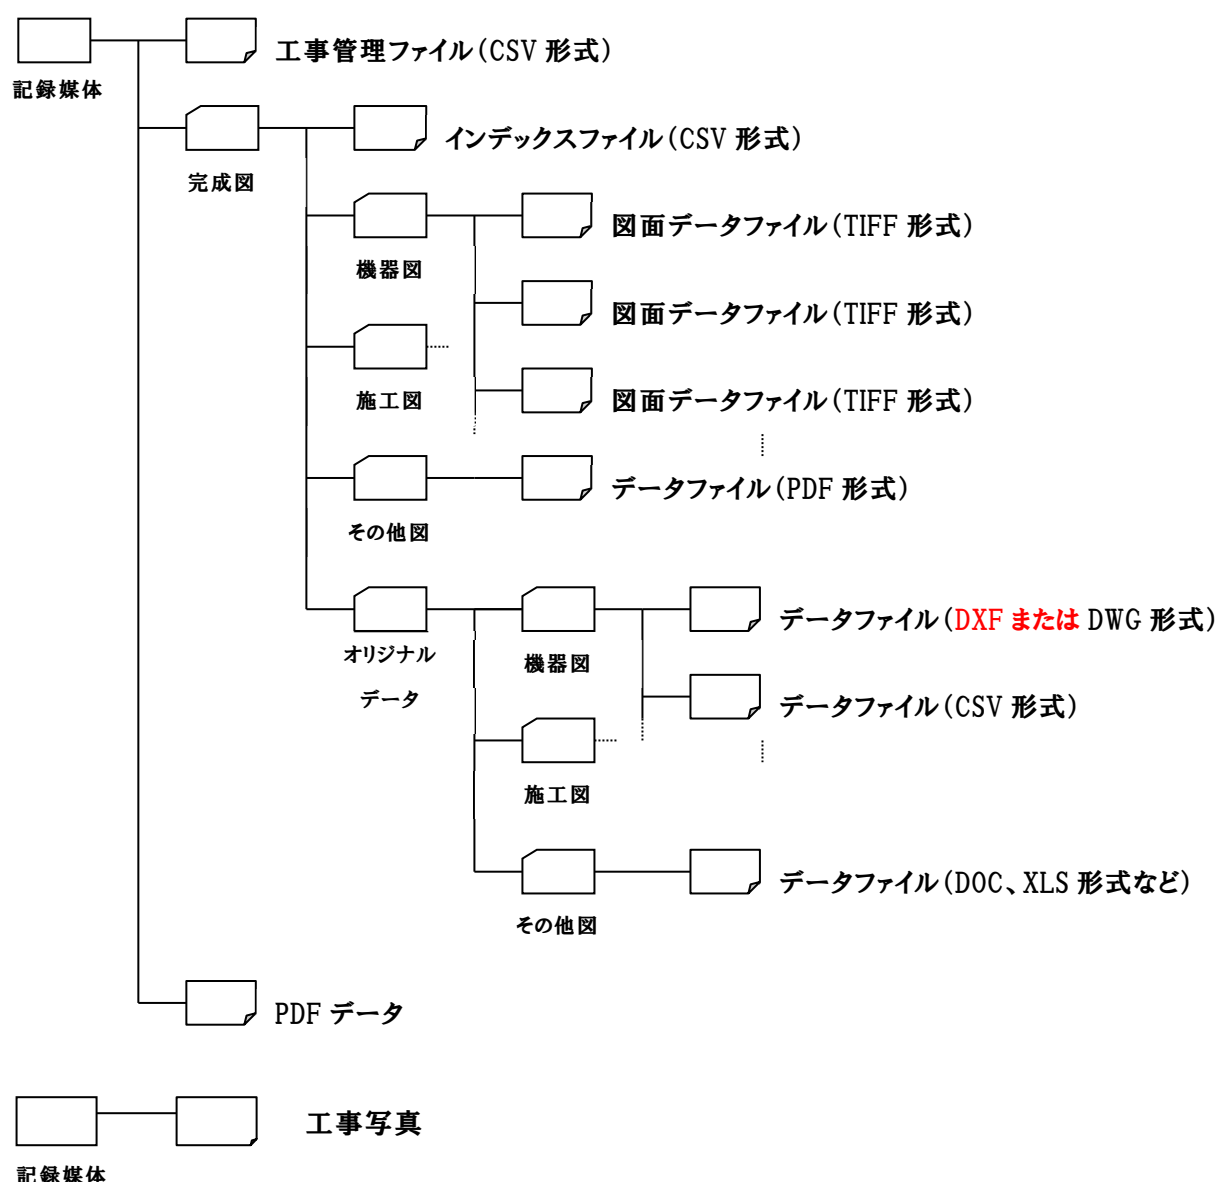 工事管理ファイル(CSV 形式)
記録媒体
インデックスファイル(CSV 形式)
完成図
図面データファイル(TIFF 形式)
機器図
図面データファイル(TIFF 形式)
施工図
図面データファイル(TIFF 形式)
データファイル(PDF 形式)
その他図
データファイル(DXF または DWG 形式)
オリジナル
データ
機器図
データファイル(CSV 形式)
施工図
データファイル(DOC、XLS 形式など)
その他図
PDF データ
工事写真
記録媒体